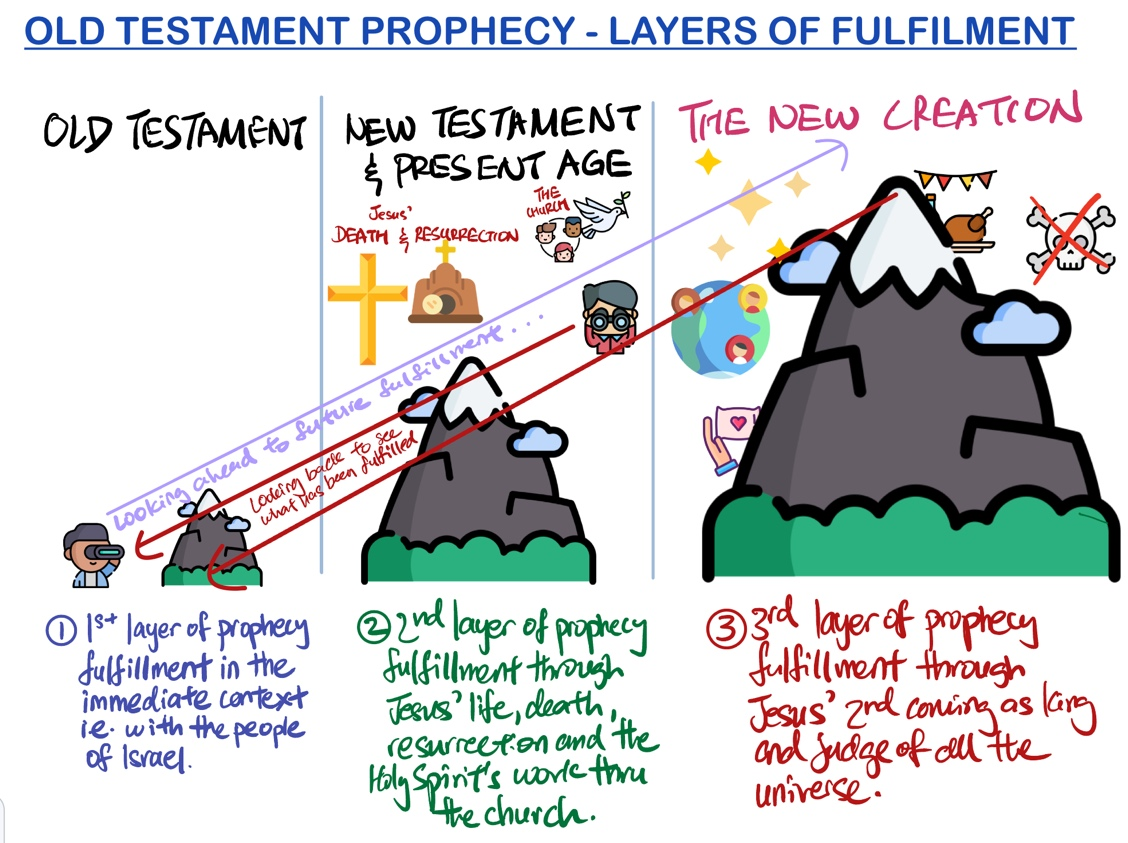 OLD TESTAMENT PROPHECY - LAYERS OF FULFILMENT
OLD TESTAMENT
NEW TESTAMENT
& PRESENT AGE
THE NEW CREATION
Jesus'
DEATH & RESURRECTION
THE
CHURCH
Looking ahead to future fulfillment...
Looking back to see
what has been fulfilled
① 1st layer of prophecy
fulfillment in the
immediate context
i.e. with the people
of Israel.
② 2nd layer of prophecy
fulfillment through
Jesus' life, death,
resurrection and the
Holy Spirit's work thru
the church.
③ 3rd layer of prophecy
fulfillment through
Jesus' 2nd coming as King
and judge of all the
universe.